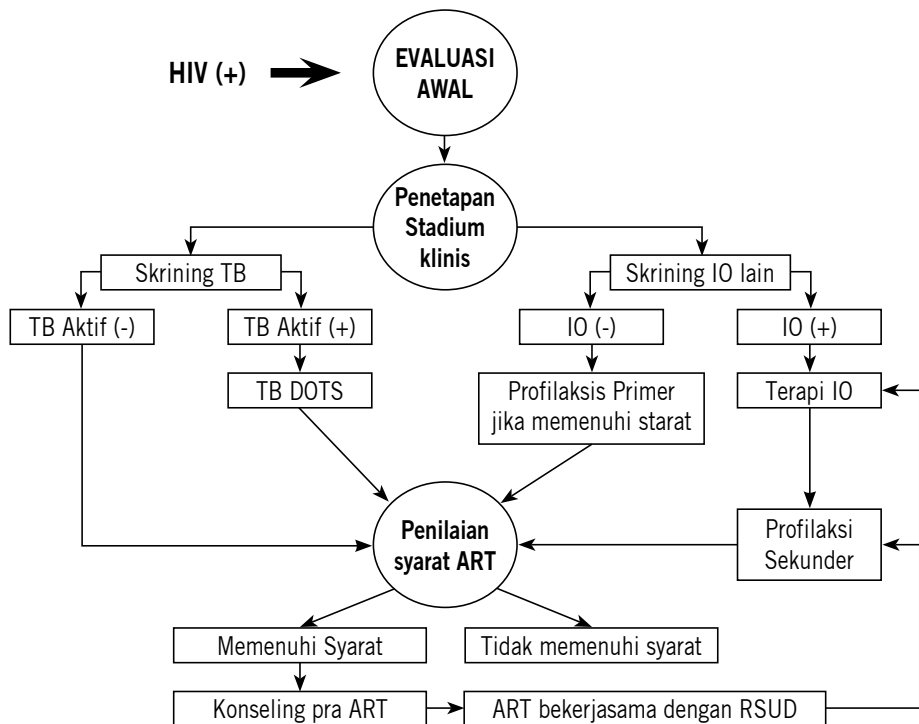 HIV (+)
EVALUASI
AWAL
Penetapan
Stadium
klinis
Skrining TB
Skrining IO lain
TB Aktif (-)
TB Aktif (+)
IO (-)
IO (+)
TB DOTS
Profilaksis Primer
jika memenuhi starat
Terapi IO
Penilaian
syarat ART
Profilaksi
Sekunder
Memenuhi Syarat
Tidak memenuhi syarat
Konseling pra ART
ART bekerjasama dengan RSUD